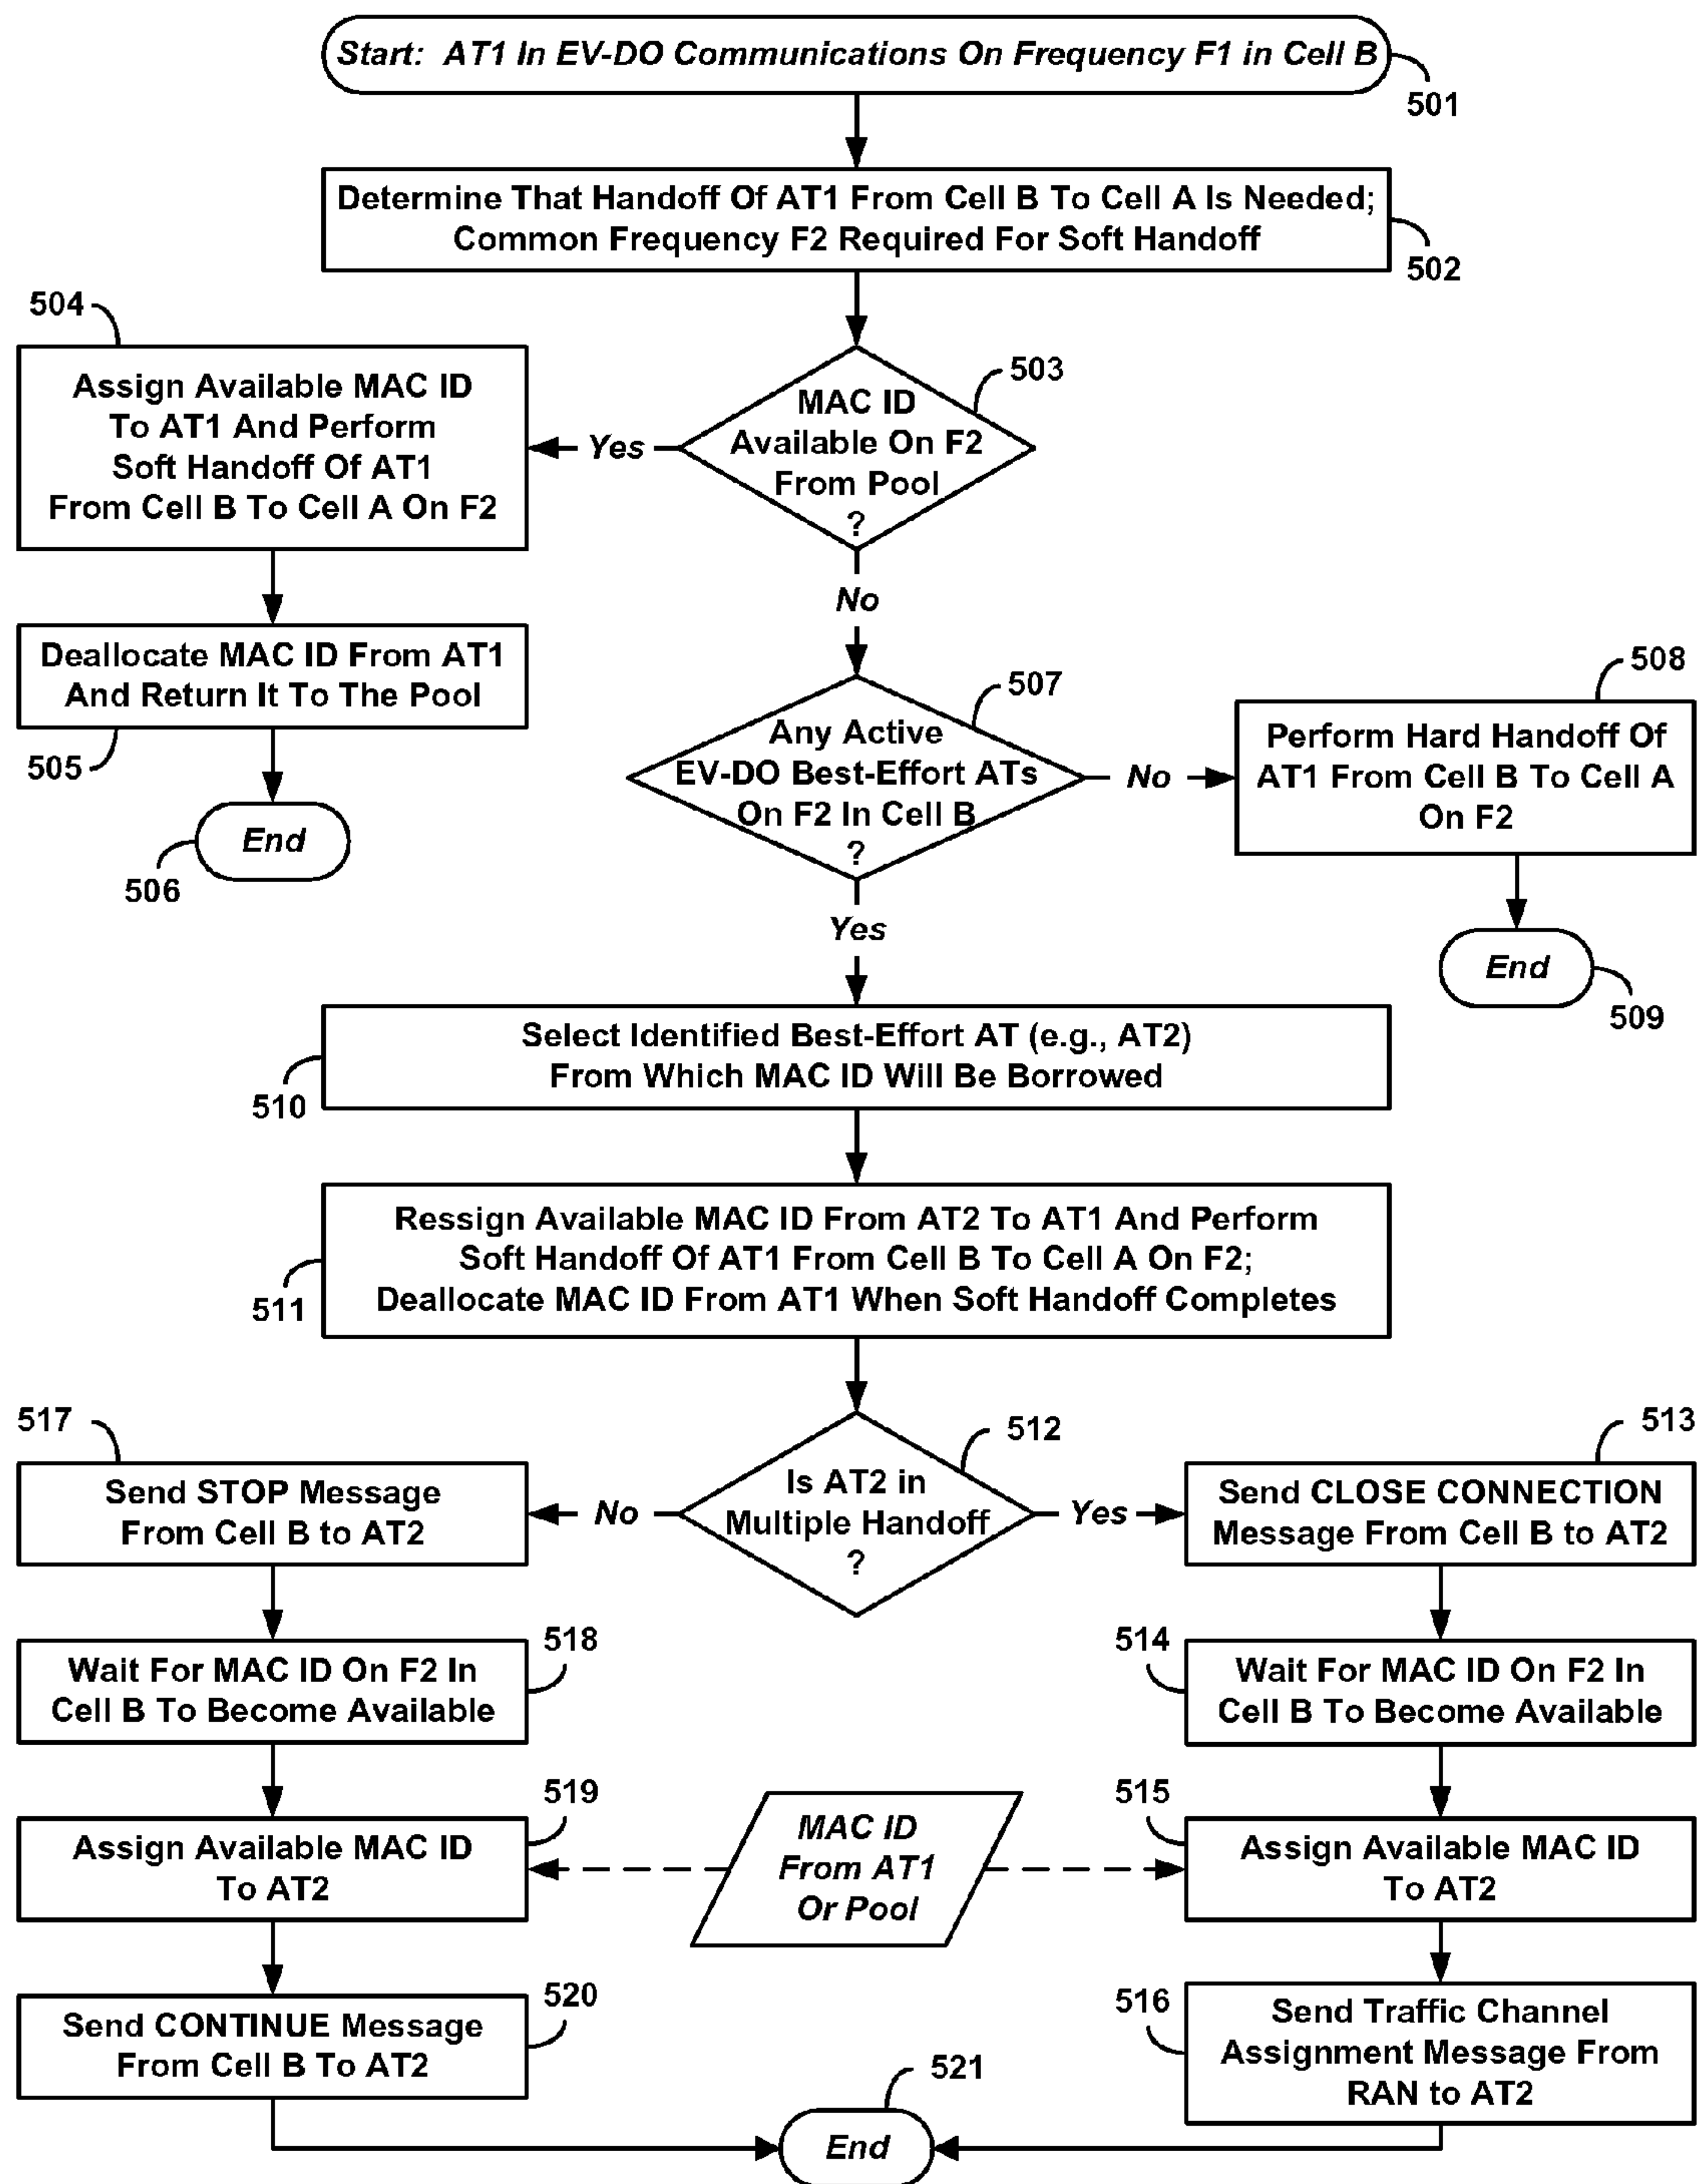 Start: AT1 In EV-DO Communications On Frequency F1 in Cell B
501
Determine That Handoff Of AT1 From Cell B To Cell A Is Needed;
Common Frequency F2 Required For Soft Handoff
502
504
Assign Available MAC ID
To AT1 And Perform
Soft Handoff Of AT1
From Cell B To Cell A On F2
Yes
503
MAC ID
Available On F2
From Pool
?
No
Deallocate MAC ID From AT1
And Return It To The Pool
505
End
506
507
Any Active
EV-DO Best-Effort ATs
On F2 In Cell B
?
No
508
Perform Hard Handoff Of
AT1 From Cell B To Cell A
On F2
End
509
Yes
Select Identified Best-Effort AT (e.g., AT2)
From Which MAC ID Will Be Borrowed
510
Ressign Available MAC ID From AT2 To AT1 And Perform
Soft Handoff Of AT1 From Cell B To Cell A On F2;
Deallocate MAC ID From AT1 When Soft Handoff Completes
511
512
Is AT2 in
Multiple Handoff
?
No
Yes
517
Send STOP Message
From Cell B to AT2
513
Send CLOSE CONNECTION
Message From Cell B to AT2
518
Wait For MAC ID On F2 In
Cell B To Become Available
514
Wait For MAC ID On F2 In
Cell B To Become Available
519
Assign Available MAC ID
To AT2
MAC ID
From AT1
Or Pool
515
Assign Available MAC ID
To AT2
520
Send CONTINUE Message
From Cell B To AT2
516
Send Traffic Channel
Assignment Message From
RAN to AT2
521
End